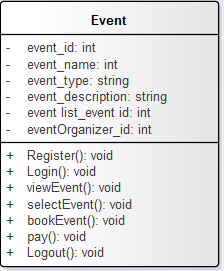 Event
- event_id: int
- event_name: int
- event_type: string
- event_description: string
- event list_event id: int
- eventOrganizer_id: int
+ Register(): void
+ Login(): void
+ viewEvent(): void
+ selectEvent(): void
+ bookEvent(): void
+ pay(): void
+ Logout(): void